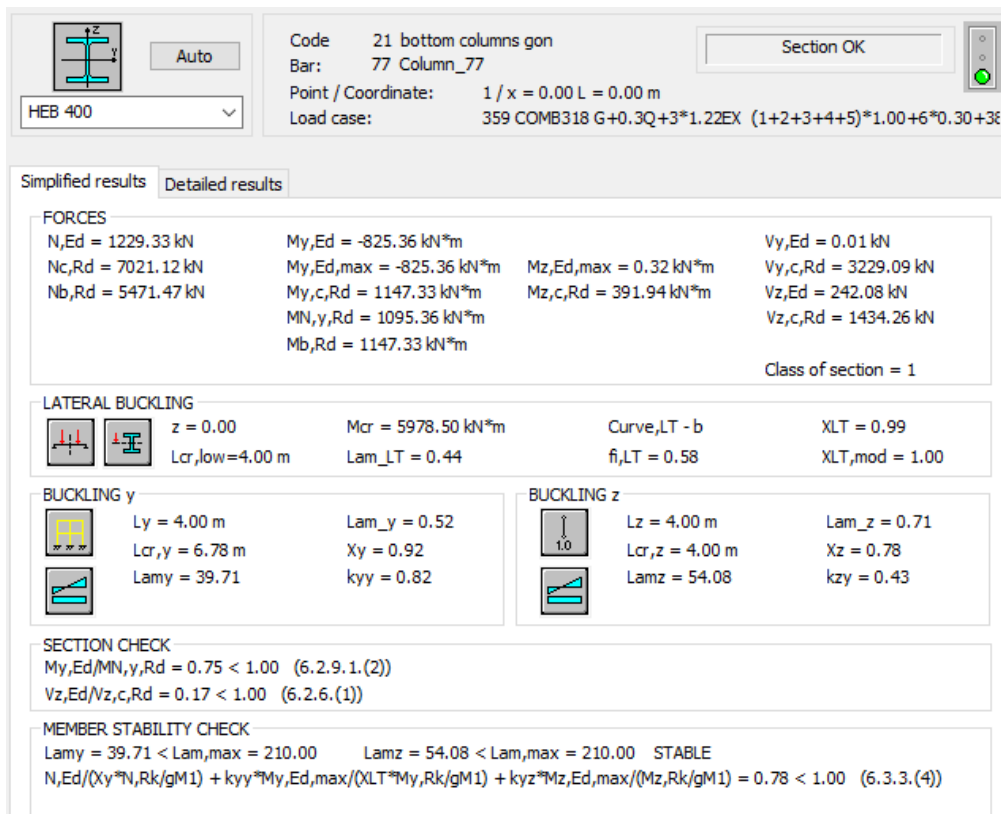 z
y
Auto
HEB 400
Code 21 bottom columns gon
Bar: 77 Column_77
Point / Coordinate: 1 / x = 0.00 L = 0.00 m
Load case: 359 COMB318 G+0.3Q+3*1.22EX (1+2+3+4+5)*1.00+6*0.30+38
Section OK
Simplified results Detailed results
FORCES
N,Ed = 1229.33 kN My,Ed = -825.36 kN*m Vy,Ed = 0.01 kN
Nc,Rd = 7021.12 kN My,Ed,max = -825.36 kN*m Mz,Ed,max = 0.32 kN*m Vy,c,Rd = 3229.09 kN
Nb,Rd = 5471.47 kN My,c,Rd = 1147.33 kN*m Mz,c,Rd = 391.94 kN*m Vz,Ed = 242.08 kN
MN,y,Rd = 1095.36 kN*m Vz,c,Rd = 1434.26 kN
Mb,Rd = 1147.33 kN*m
Class of section = 1
LATERAL BUCKLING
z = 0.00 Mcr = 5978.50 kN*m Curve,LT - b XLT = 0.99
Lcr,low=4.00 m Lam_LT = 0.44 fi,LT = 0.58 XLT,mod = 1.00
BUCKLING y
Ly = 4.00 m Lam_y = 0.52
Lcr,y = 6.78 m Xy = 0.92
Lamy = 39.71 kyy = 0.82
BUCKLING z
1.0
Lz = 4.00 m Lam_z = 0.71
Lcr,z = 4.00 m Xz = 0.78
Lamz = 54.08 kzy = 0.43
SECTION CHECK
My,Ed/MN,y,Rd = 0.75 < 1.00 (6.2.9.1.(2))
Vz,Ed/Vz,c,Rd = 0.17 < 1.00 (6.2.6.(1))
MEMBER STABILITY CHECK
Lamy = 39.71 < Lam,max = 210.00 Lamz = 54.08 < Lam,max = 210.00 STABLE
N,Ed/(Xy*N,Rk/gM1) + kyy*My,Ed,max/(XLT*My,Rk/gM1) + kyz*Mz,Ed,max/(Mz,Rk/gM1) = 0.78 < 1.00 (6.3.3.(4))